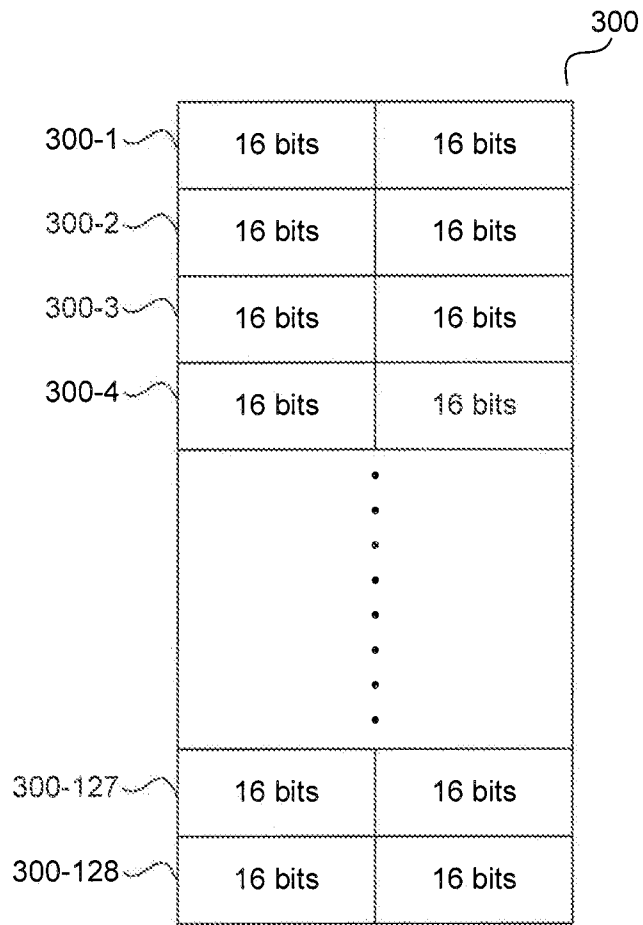 300
300-1 16 bits 16 bits
300-2 16 bits 16 bits
300-3 16 bits 16 bits
300-4 16 bits 16 bits
300-127 16 bits 16 bits
300-128 16 bits 16 bits